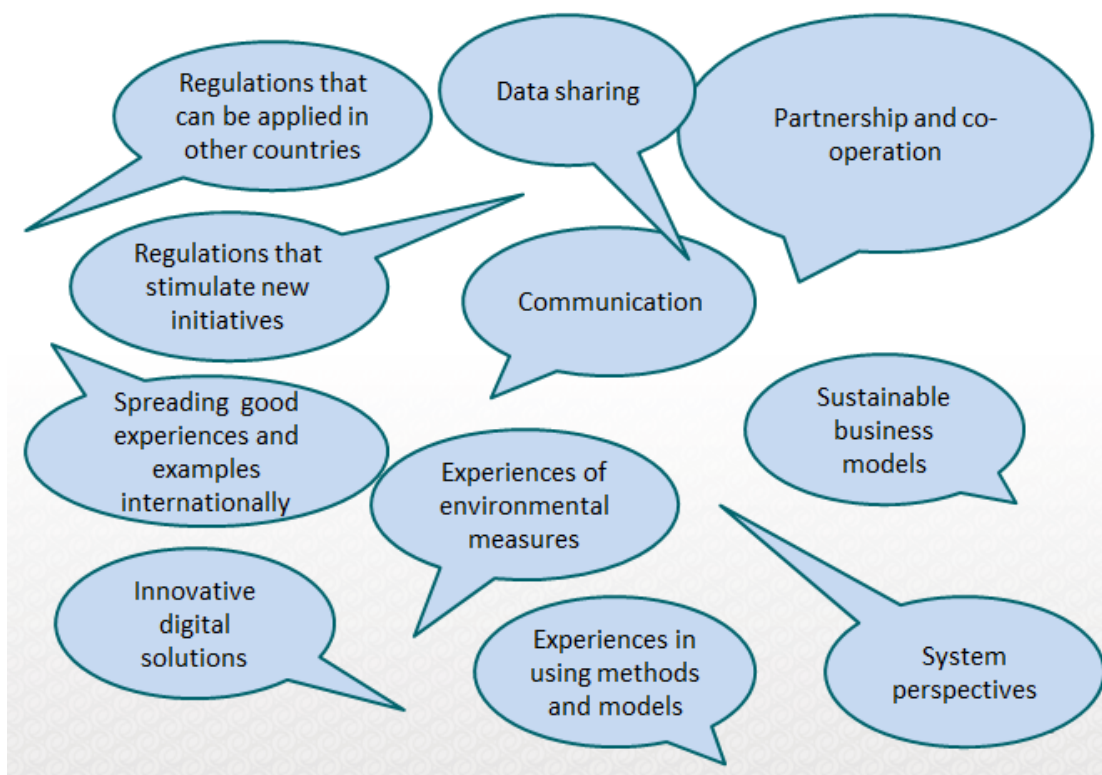 Regulations that
can be applied in
other countries
Data sharing
Partnership and co-
operation
Regulations that
stimulate new
initiatives
Communication
Spreading  good
experiences and
examples
internationally
Sustainable
business
models
Experiences of
environmental
measures
Innovative
digital
solutions
Experiences in
using methods
and models
System
perspectives